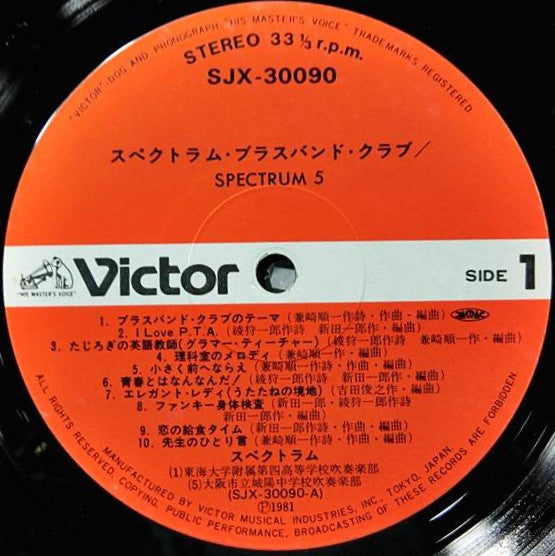 "VICTOR" DOG AND PHONOGRAPH "HIS MASTER'S VOICE" TRADEMARKS REGISTERED.
STEREO 33 1/3 r.p.m.
SJX-30090
スペクトラム・ブラスバンド・クラブ/
SPECTRUM 5
"HIS MASTER'S VOICE"
Victor
SIDE 1
1. ブラスバンド・クラブのテーマ(兼崎順一作詩・作曲・編曲)
2. I Love P.T.A.(綾狩一郎作詩 新田一郎作・編曲)
3. たじろぎの英語教師(グラマー・ティーチャー)(綾狩一郎作詩 兼崎順一作・編曲)
4. 理科室のメロディ(兼崎順一作・編曲)
5. 小さく前へならえ(兼崎順一作・編曲)
6. 青春とはなんなんだ!(綾狩一郎作詩 新田一郎作・編曲)
7. エレガント・レディ(うたたねの境地)(吉田俊之作・編曲)
8. ファンキー身体検査(新田一郎・綾狩一郎作詩
新田一郎作・編曲)
9. 恋の給食タイム(新田一郎作・編曲)
10. 先生のひとり言(兼崎順一作詩・作曲・編曲)
スペクトラム
(1)東海大学附属第四高等学校吹奏楽部
(5)大阪市立城陽中学校吹奏楽部
(SJX-30090-A)
Ⓟ1981
MANUFACTURED BY VICTOR MUSICAL INDUSTRIES, INC., TOKYO, JAPAN.
ALL RIGHTS RESERVED. COPYING, PUBLIC PERFORMANCE, BROADCASTING OF THESE RECORDS ARE FORBIDDEN